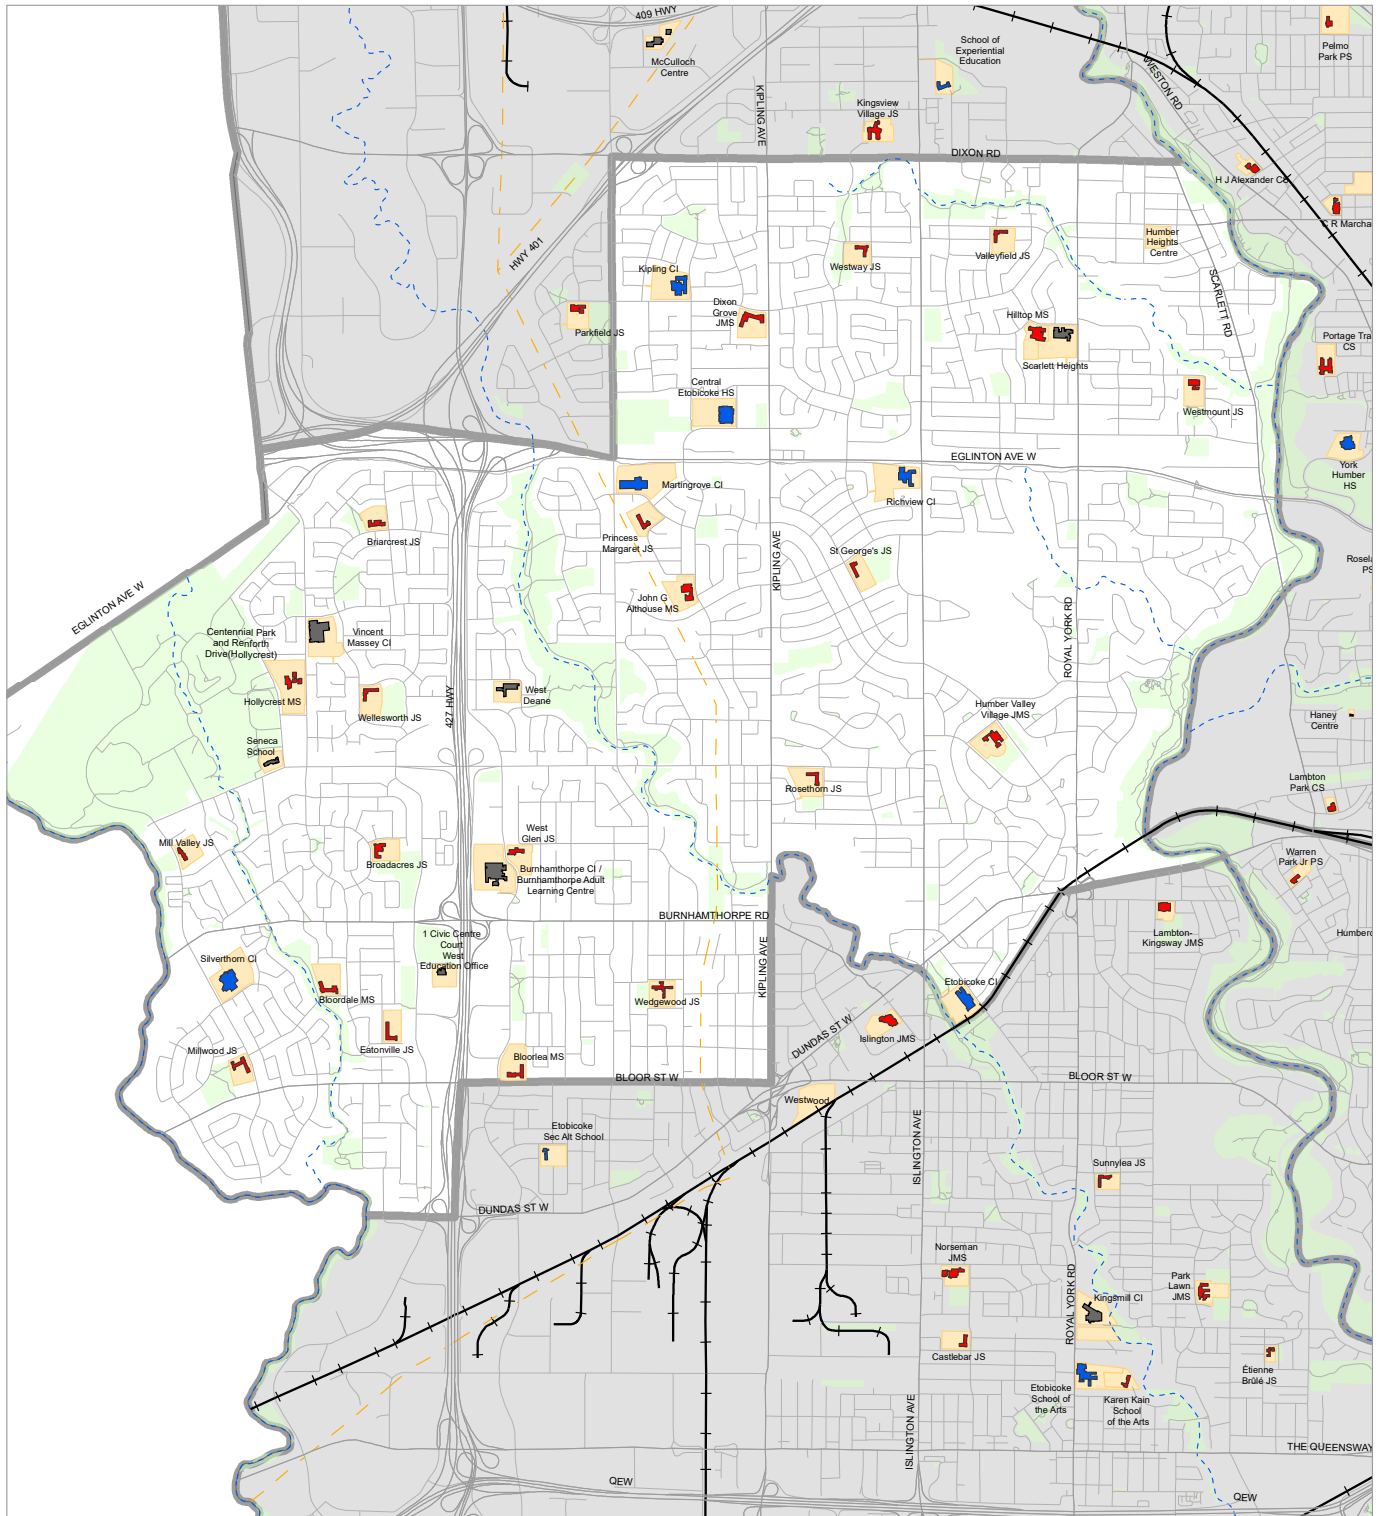 409 HWY
McCulloch
Centre
School of
Experiential
Education
Pelmo
Park PS
WESTON RD
KIPLING AVE
Kingsview
Village JS
DIXON RD
H J Alexander CS
C R Marcha
HWY 401
Kipling CI
Westway JS
Valleyfield JS
Humber
Heights
Centre
SCARLETT RD
Parkfield JS
Dixon
Grove
JMS
Hilltop MS
Scarlett Heights
Portage Tra
CS
Central
Etobicoke HS
Westmount JS
EGLINTON AVE W
York
Humber
HS
Martingrove CI
Richview CI
Briarcrest JS
Princess
Margaret JS
St George's JS
KIPLING AVE
Rosela
PS
EGLINTON AVE W
John G
Althouse MS
ROYAL YORK RD
Centennial Park
and Renforth
Drive(Hollycrest)
Vincent
Massey CI
Hollycrest MS
Wellesworth JS
427 HWY
West
Deane
Humber Valley
Village JMS
Haney
Centre
Seneca
School
Rosethorn JS
Lambton
Park CS
Mill Valley JS
Broadacres JS
West
Glen JS
Burnhamthorpe CI /
Burnhamthorpe Adult
Learning Centre
Warren
Park Jr PS
BURNHAMTHORPE RD
Lambton-
Kingsway JMS
Humberc
1 Civic Centre
Court
West
Education Office
KIPLING AVE
Silverthorn CI
Bloordale MS
Wedgewood JS
Etobicoke CI
Eatonville JS
Millwood JS
Bloorlea MS
DUNDAS ST W
Islington JMS
BLOOR ST W
BLOOR ST W
Westwood
Etobicoke
Sec Alt School
ISLINGTON AVE
Sunnylea JS
DUNDAS ST W
Norseman
JMS
Park
Lawn
JMS
Kingsmill CI
ROYAL YORK RD
Castlebar JS
Étienne
Brûlé JS
Etobicoke
School of
the Arts
Karen Kain
School
of the Arts
ISLINGTON AVE
THE QUEENSWAY
QEW
QEW